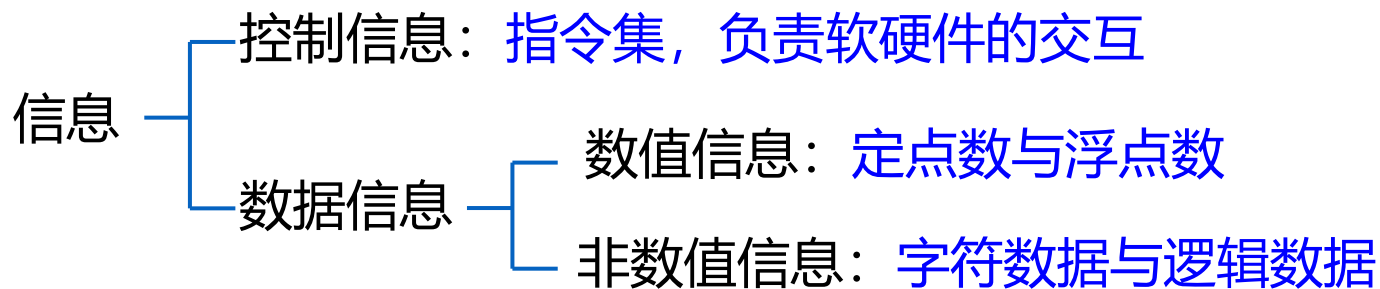 控制信息：指令集，负责软硬件的交互
信息
数值信息：定点数与浮点数
数据信息
非数值信息：字符数据与逻辑数据